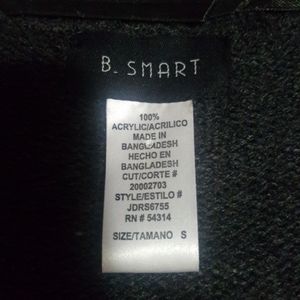 B. SMART
100%
ACRYLIC/ACRILICO
MADE IN
BANGLADESH
HECHO EN
BANGLADESH
CUT/CORTE #
20002703
STYLE/ESTILO #
JDRS6755
RN # 54314
SIZE/TAMANO S